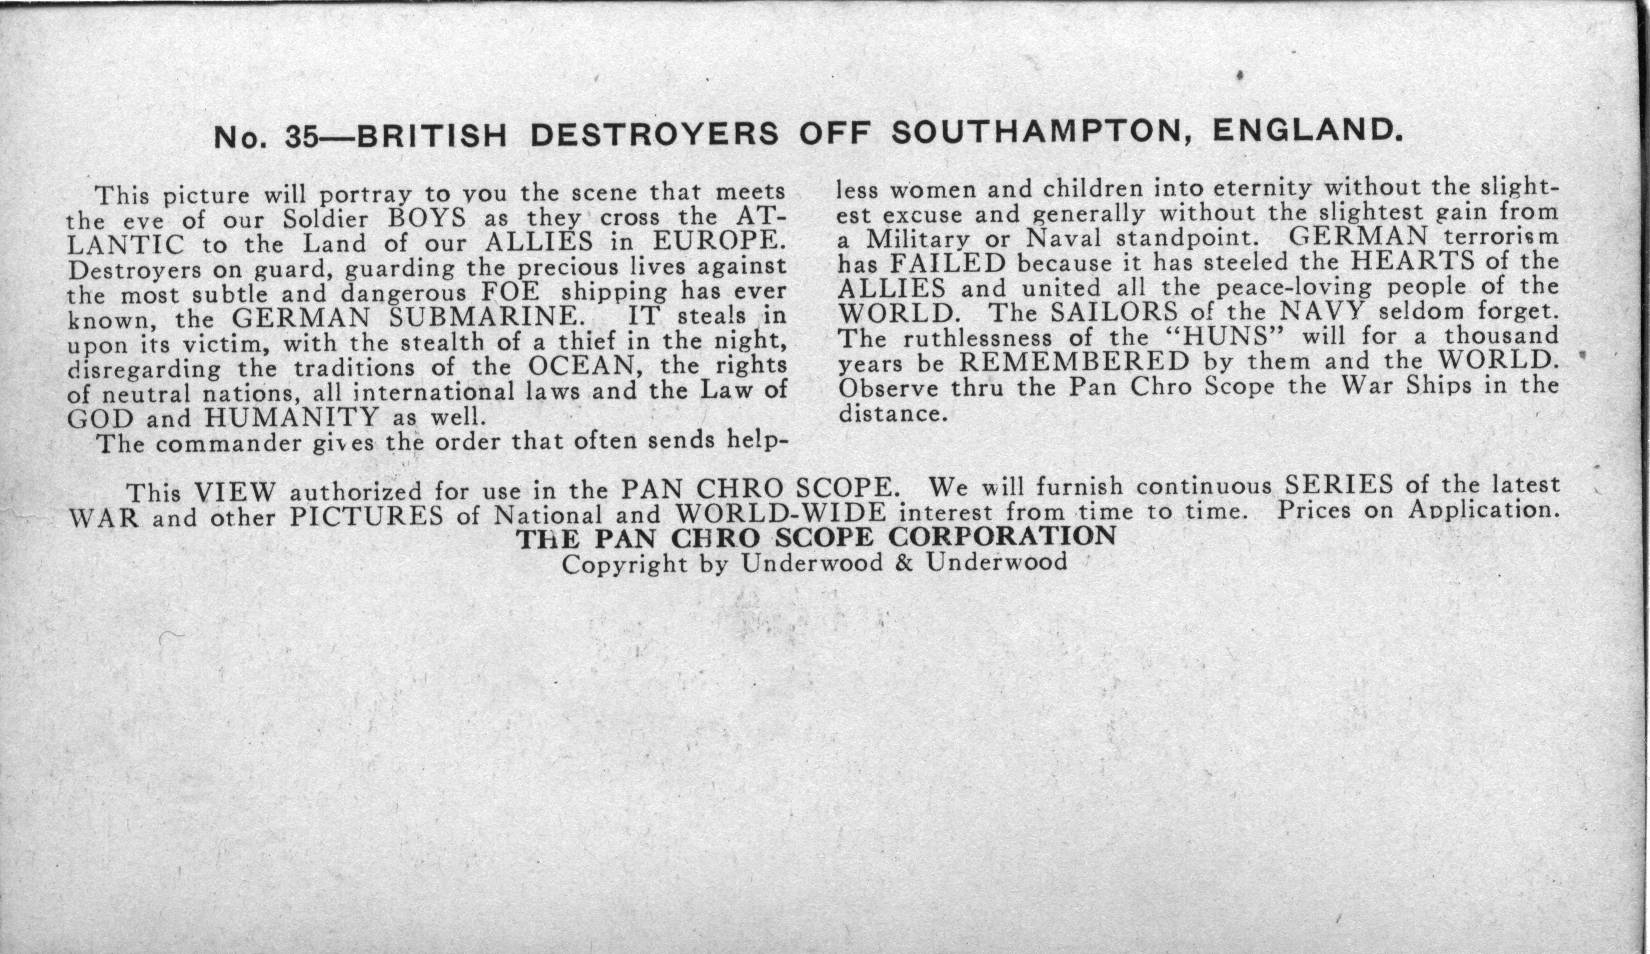 No. 35—BRITISH DESTROYERS OFF SOUTHAMPTON, ENGLAND.
This picture will portray to you the scene that meets
the eve of our Soldier BOYS as they cross the AT-
LANTIC to the Land of our ALLIES in EUROPE.
Destroyers on guard, guarding the precious lives against
the most subtle and dangerous FOE shipping has ever
known, the GERMAN SUBMARINE. IT steals in
upon its victim, with the stealth of a thief in the night,
disregarding the traditions of the OCEAN, the rights
of neutral nations, all international laws and the Law of
GOD and HUMANITY as well.
The commander gives the order that often sends help-
less women and children into eternity without the slight-
est excuse and generally without the slightest gain from
a Military or Naval standpoint. GERMAN terrorism
has FAILED because it has steeled the HEARTS of the
ALLIES and united all the peace-loving people of the
WORLD. The SAILORS of the NAVY seldom forget.
The ruthlessness of the “HUNS” will for a thousand
years be REMEMBERED by them and the WORLD.
Observe thru the Pan Chro Scope the War Ships in the
distance.
This VIEW authorized for use in the PAN CHRO SCOPE. We will furnish continuous SERIES of the latest
WAR and other PICTURES of National and WORLD-WIDE interest from time to time. Prices on Application.
THE PAN CHRO SCOPE CORPORATION
Copyright by Underwood & Underwood